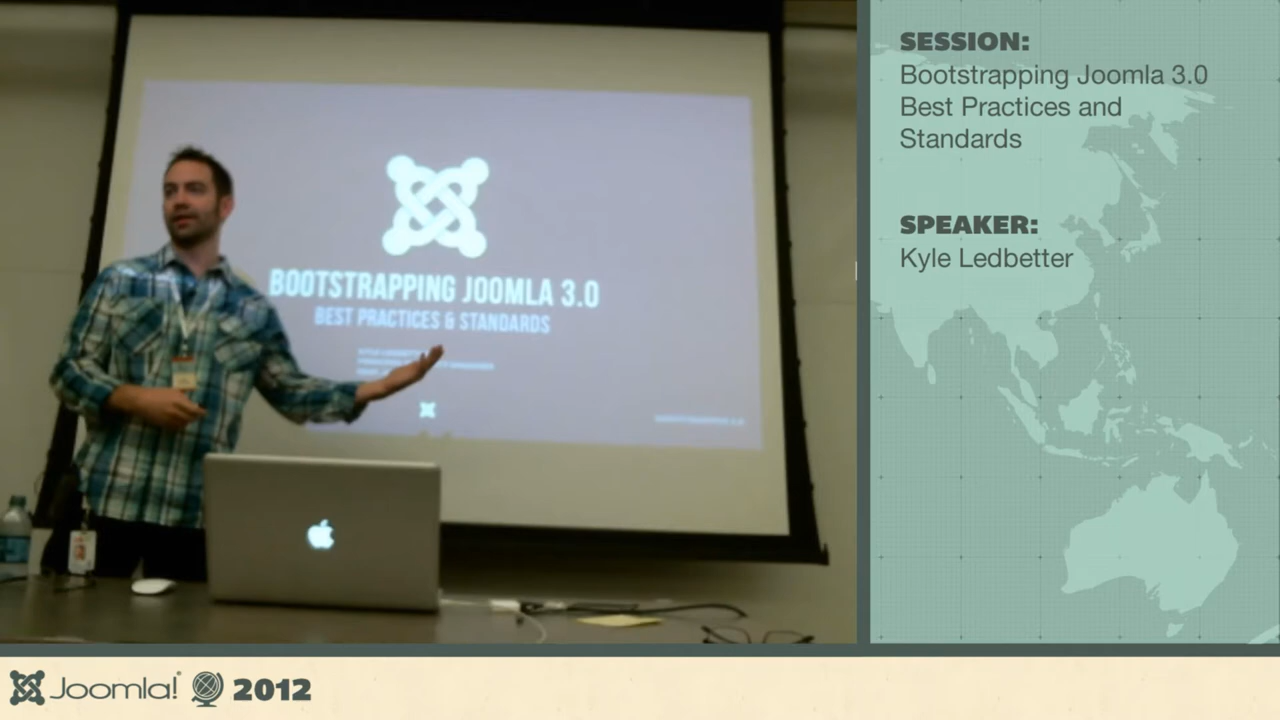 BOOTSTRAPPING JOOMLA 3.0
BEST PRACTICES & STANDARDS
SESSION:
Bootstrapping Joomla 3.0
Best Practices and
Standards
SPEAKER:
Kyle Ledbetter
Joomla! 2012